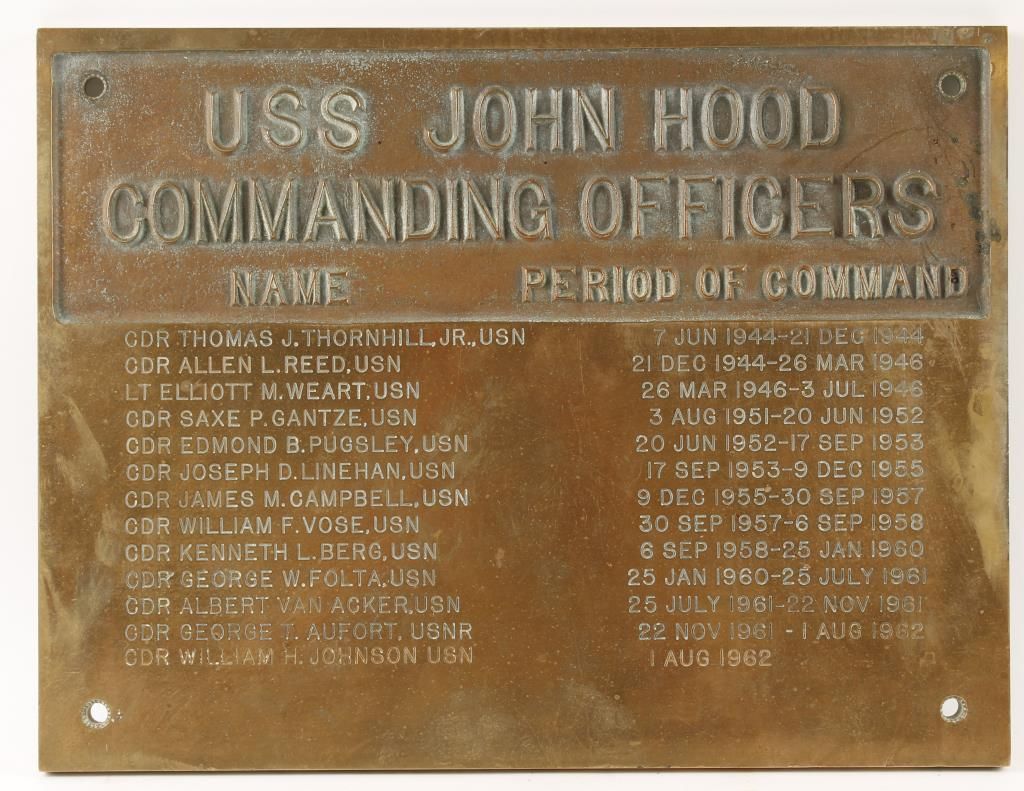 USS JOHN HOOD
COMMANDING OFFICERS
NAME PERIOD OF COMMAND
CDR THOMAS J. THORNHILL, JR., USN 7 JUN 1944-21 DEC 1944
CDR ALLEN L. REED, USN 21 DEC 1944-26 MAR 1946
LT ELLIOTT M. WEART, USN 26 MAR 1946-3 JUL 1946
CDR SAXE P. GANTZE, USN 3 AUG 1951-20 JUN 1952
CDR EDMOND B. PUGSLEY, USN 20 JUN 1952-17 SEP 1953
CDR JOSEPH D. LINEHAN, USN 17 SEP 1953-9 DEC 1955
CDR JAMES M. CAMPBELL, USN 9 DEC 1955-30 SEP 1957
CDR WILLIAM F. VOSE, USN 30 SEP 1957-6 SEP 1958
CDR KENNETH L. BERG, USN 6 SEP 1958-25 JAN 1960
CDR GEORGE W. FOLTA, USN 25 JAN 1960-25 JULY 1961
CDR ALBERT VAN ACKER, USN 25 JULY 1961-22 NOV 1961
CDR GEORGE T. AUFORT, USNR 22 NOV 1961 - 1 AUG 1962
CDR WILLIAM H. JOHNSON USN 1 AUG 1962